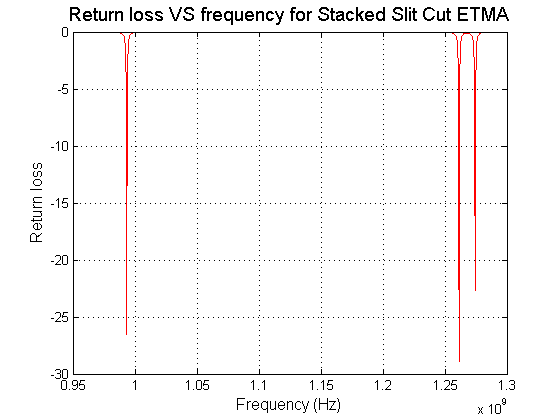 Return loss VS frequency for Stacked Slit Cut ETMA
0
-5
-10
-15
-20
-25
-30
Return loss
0.95 1 1.05 1.1 1.15 1.2 1.25 1.3
Frequency (Hz)
x 10^9